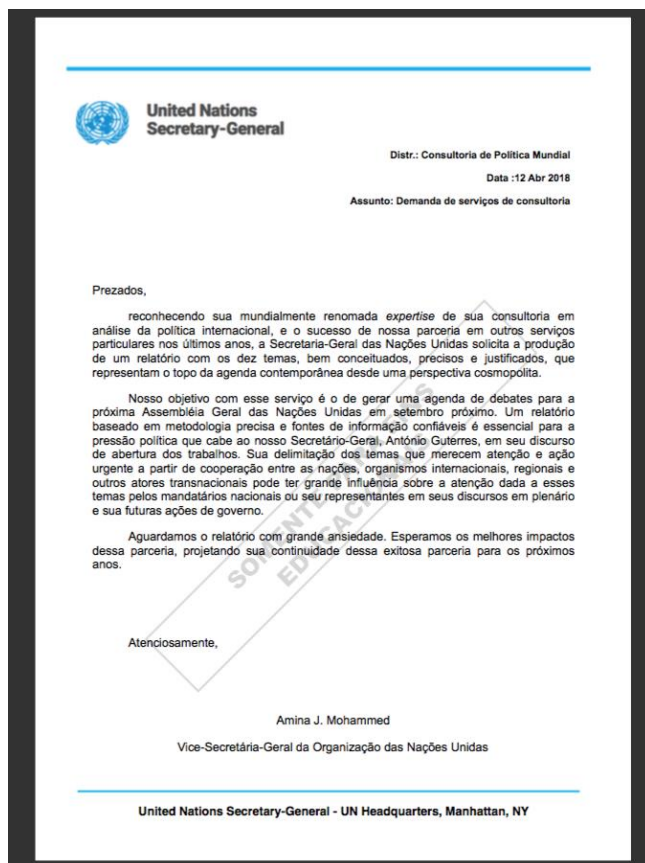 United Nations
Secretary-General
Distr.: Consultoria de Política Mundial
Data :12 Abr 2018
Assunto: Demanda de serviços de consultoria
Prezados,
reconhecendo sua mundialmente renomada expertise de sua consultoria em
análise da política internacional, e o sucesso de nossa parceria em outros serviços
particulares nos últimos anos, a Secretaria-Geral das Nações Unidas solicita a produção
de um relatório com os dez temas, bem conceituados, precisos e justificados, que
representam o topo da agenda contemporânea desde uma perspectiva cosmopolita.
Nosso objetivo com esse serviço é o de gerar uma agenda de debates para a
próxima Assembléia Geral das Nações Unidas em setembro próximo. Um relatório
baseado em metodologia precisa e fontes de informação confiáveis é essencial para a
pressão política que cabe ao nosso Secretário-Geral, António Guterres, em seu discurso
de abertura dos trabalhos. Sua delimitação dos temas que merecem atenção e ação
urgente a partir de cooperação entre as nações, organismos internacionais, regionais e
outros atores transnacionais pode ter grande influência sobre a atenção dada a esses
temas pelos mandatários nacionais ou seu representantes em seus discursos em plenário
e sua futuras ações de governo.
Aguardamos o relatório com grande ansiedade. Esperamos os melhores impactos
dessa parceria, projetando sua continuidade dessa exitosa parceria para os próximos
anos.
SOMENTE PARA FINS
EDUCACIONAIS
Atenciosamente,
Amina J. Mohammed
Vice-Secretária-Geral da Organização das Nações Unidas
United Nations Secretary-General - UN Headquarters, Manhattan, NY